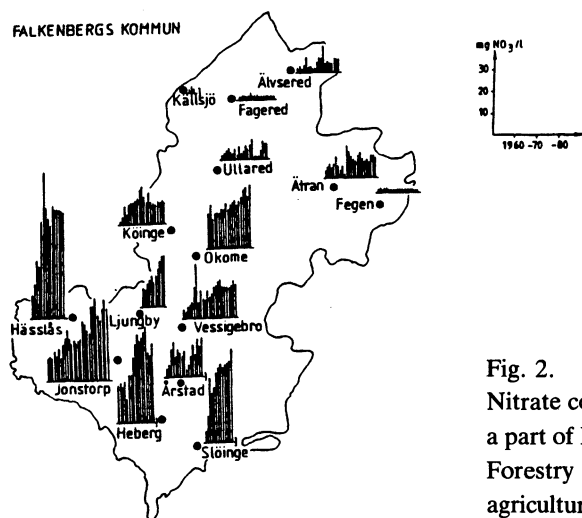 FALKENBERGS KOMMUN
mg NO3/l
30
20
10
1960 -70 -80
Älvsered
Källsjö
Fagered
Ullared
Ätran
Fegen
Köinge
Okome
Hässlås
Ljungby
Vessigebro
Jonstorp
Årstad
Heberg
Slöinge
Fig. 2.
Nitrate co
a part of
Forestry
agricultur